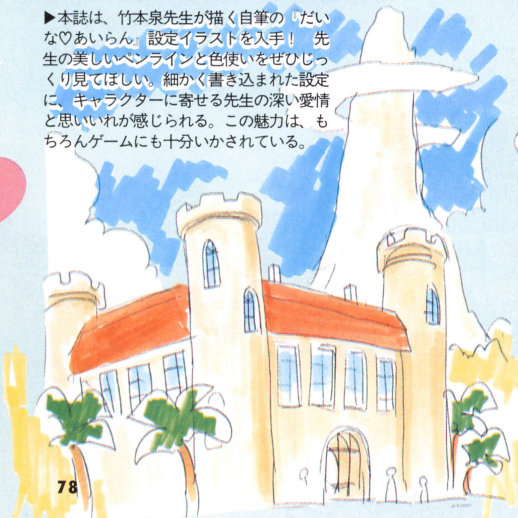 ▶本誌は、竹本泉先生が描く自筆の『だい
な♡あいらん』設定イラストを入手！　先
生の美しいペンラインと色使いをぜひじっ
くり見てほしい。細かく書き込まれた設定
に、キャラクターに寄せる先生の深い愛情
と思いいれが感じられる。この魅力は、も
ちろんゲームにも十分いかされている。
78